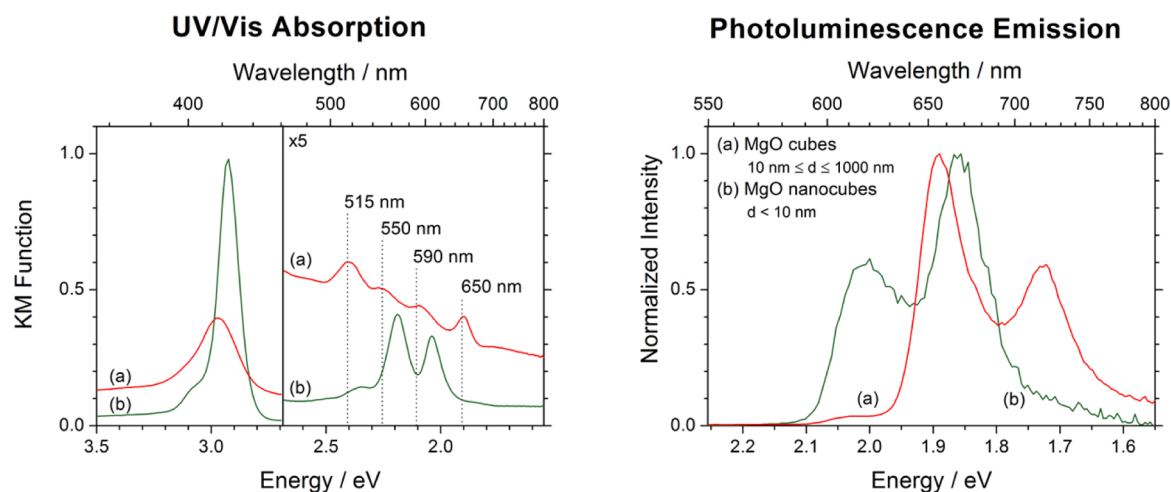 UV/Vis Absorption
Wavelength / nm
400
500
600
700
800
x5
1.0
0.5
0.0
KM Function
515 nm
550 nm
590 nm
650 nm
(a)
(b)
(a)
(b)
3.5
3.0
2.5
2.0
Energy / eV
Photoluminescence Emission
Wavelength / nm
550
600
650
700
750
800
1.0
0.5
0.0
Normalized Intensity
(a) MgO cubes
10 nm ≤ d ≤ 1000 nm
(b) MgO nanocubes
d < 10 nm
(a)
(b)
2.2
2.1
2.0
1.9
1.8
1.7
1.6
Energy / eV